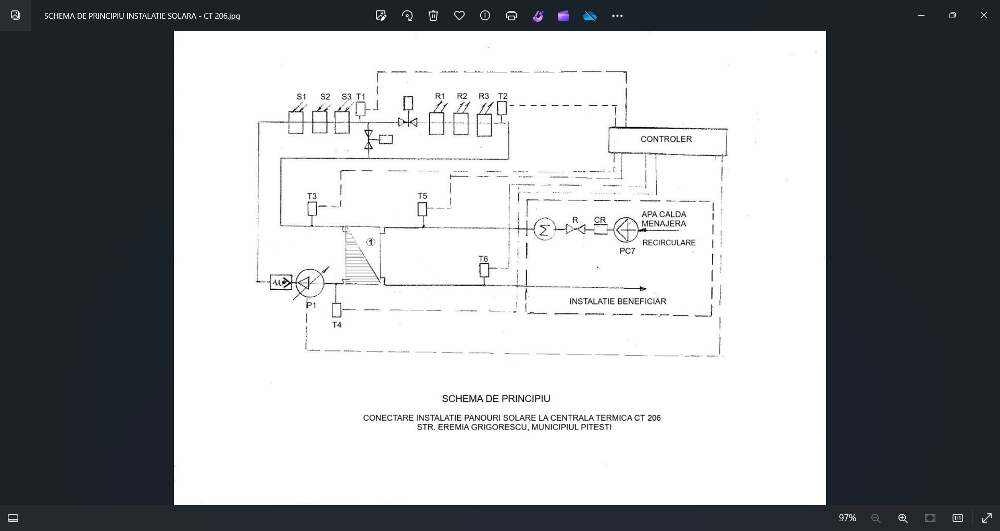 SCHEMA DE PRINCIPIU INSTALATIE SOLARA - CT 206.jpg
S1
S2
S3
T1
R1
R2
R3
T2
CONTROLER
T3
T5
R
CR
APA CALDA
MENAJERA
RECIRCULARE
PC7
1
Σ
T6
P1
INSTALATIE BENEFICIAR
T4
SCHEMA DE PRINCIPIU
CONECTARE INSTALATIE PANOURI SOLARE LA CENTRALA TERMICA CT 206
STR. EREMIA GRIGORESCU, MUNICIPIUL PITESTI
97%
1:1